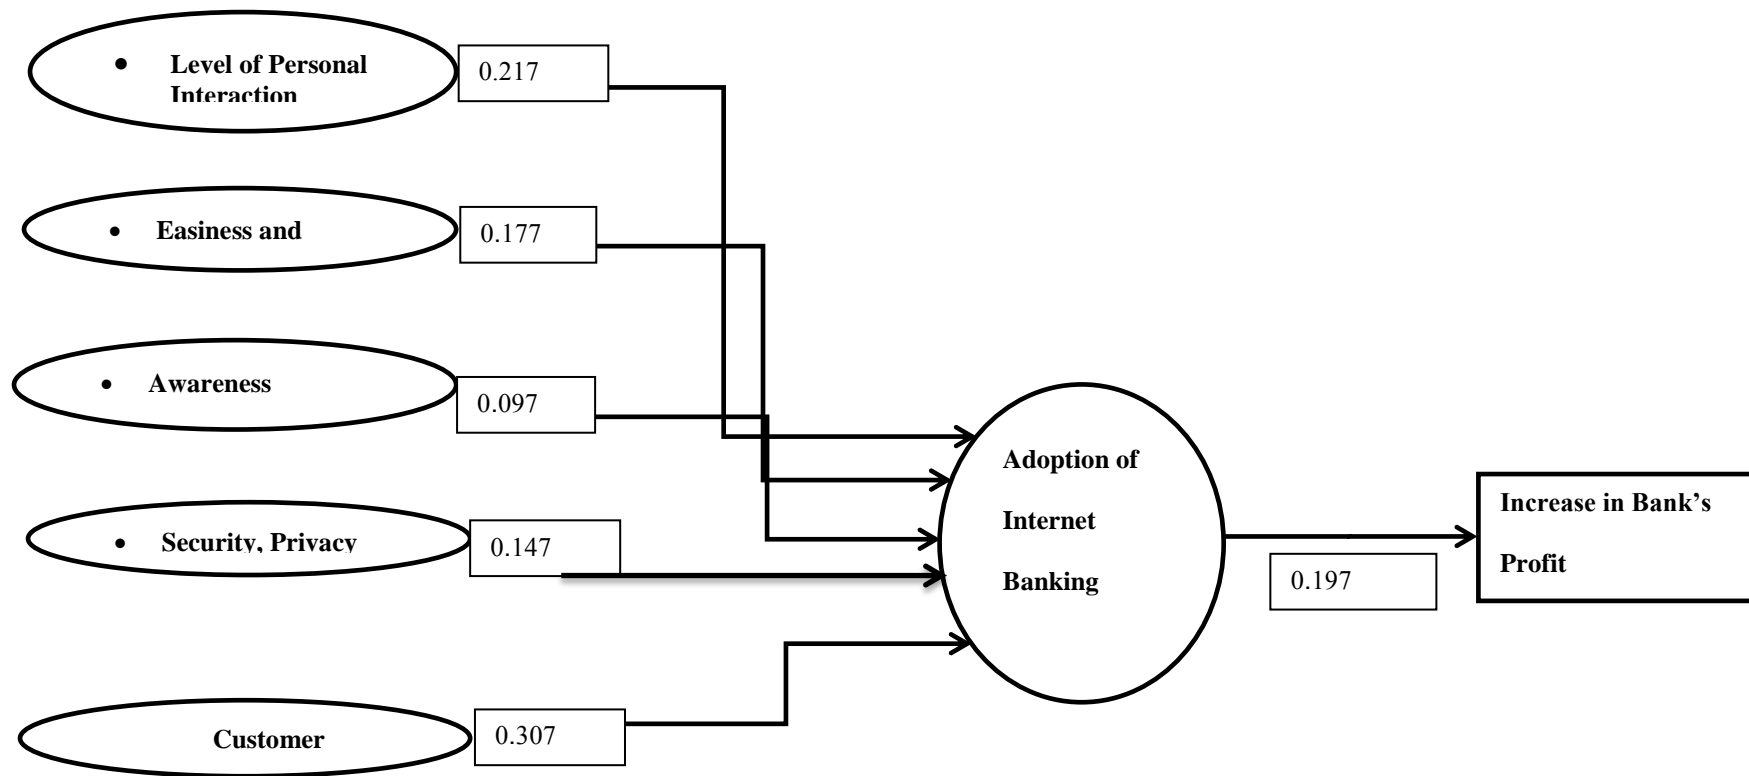 • Level of Personal
Interaction
0.217
• Easiness and
0.177
• Awareness
0.097
• Security, Privacy
0.147
Customer
0.307
Adoption of
Internet
Banking
0.197
Increase in Bank’s
Profit